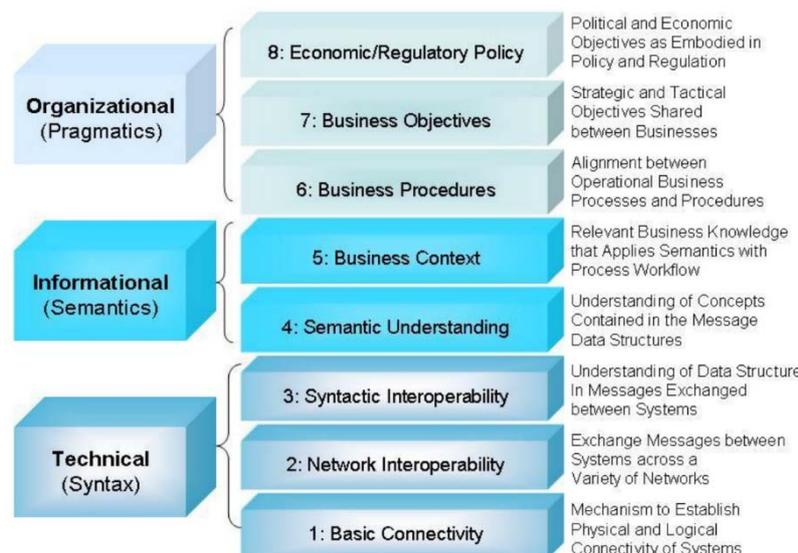 Organizational
(Pragmatics)
8: Economic/Regulatory Policy
Political and Economic
Objectives as Embodied in
Policy and Regulation
7: Business Objectives
Strategic and Tactical
Objectives Shared
between Businesses
6: Business Procedures
Alignment between
Operational Business
Processes and Procedures
Informational
(Semantics)
5: Business Context
Relevant Business Knowledge
that Applies Semantics with
Process Workflow
4: Semantic Understanding
Understanding of Concepts
Contained in the Message
Data Structures
Technical
(Syntax)
3: Syntactic Interoperability
Understanding of Data Structure
In Messages Exchanged
between Systems
2: Network Interoperability
Exchange Messages between
Systems across a
Variety of Networks
1: Basic Connectivity
Mechanism to Establish
Physical and Logical
Connectivity of Systems